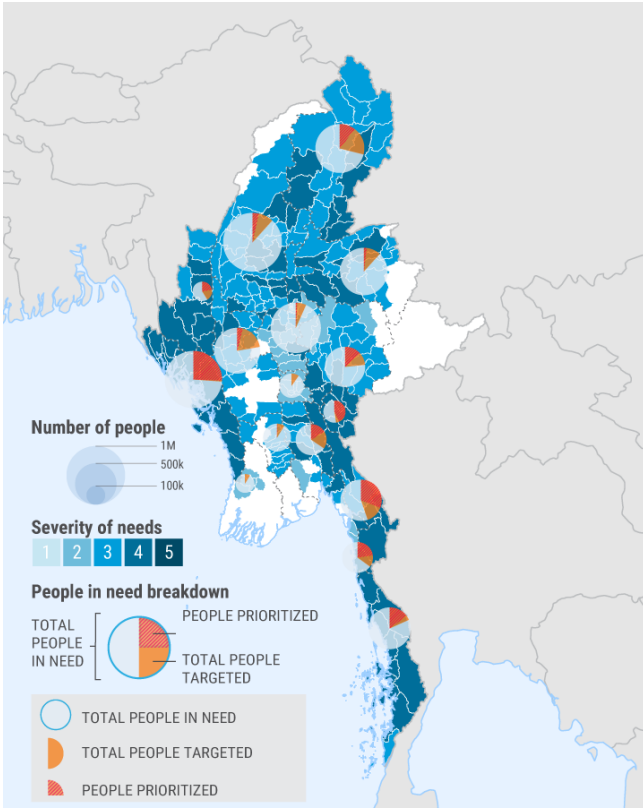 Number of people
1M
500k
100k
Severity of needs
1 2 3 4 5
People in need breakdown
TOTAL
PEOPLE
IN NEED
PEOPLE PRIORITIZED
TOTAL PEOPLE
TARGETED
TOTAL PEOPLE IN NEED
TOTAL PEOPLE TARGETED
PEOPLE PRIORITIZED